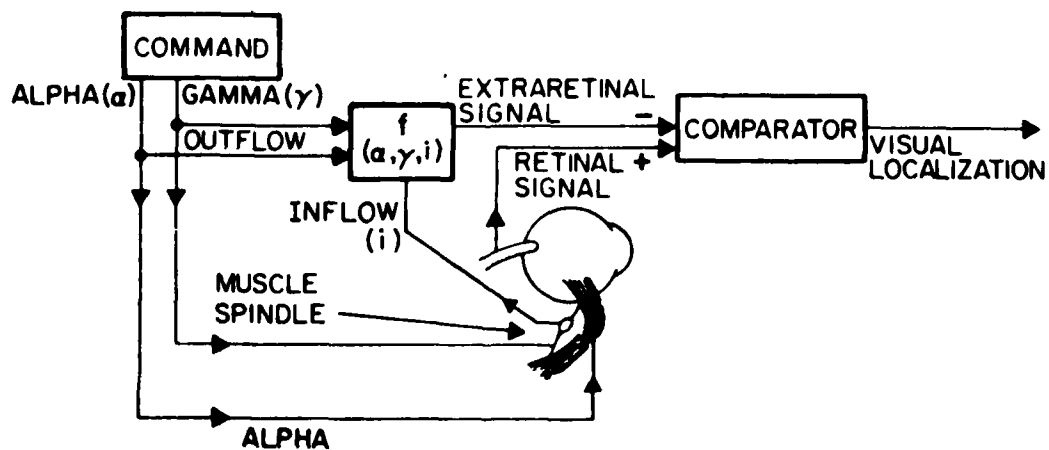 COMMAND
ALPHA(α)
GAMMA(γ)
OUTFLOW
f
(α,γ,i)
EXTRARETINAL
SIGNAL
−
COMPARATOR
VISUAL
LOCALIZATION
RETINAL +
SIGNAL
INFLOW
(i)
MUSCLE
SPINDLE
ALPHA